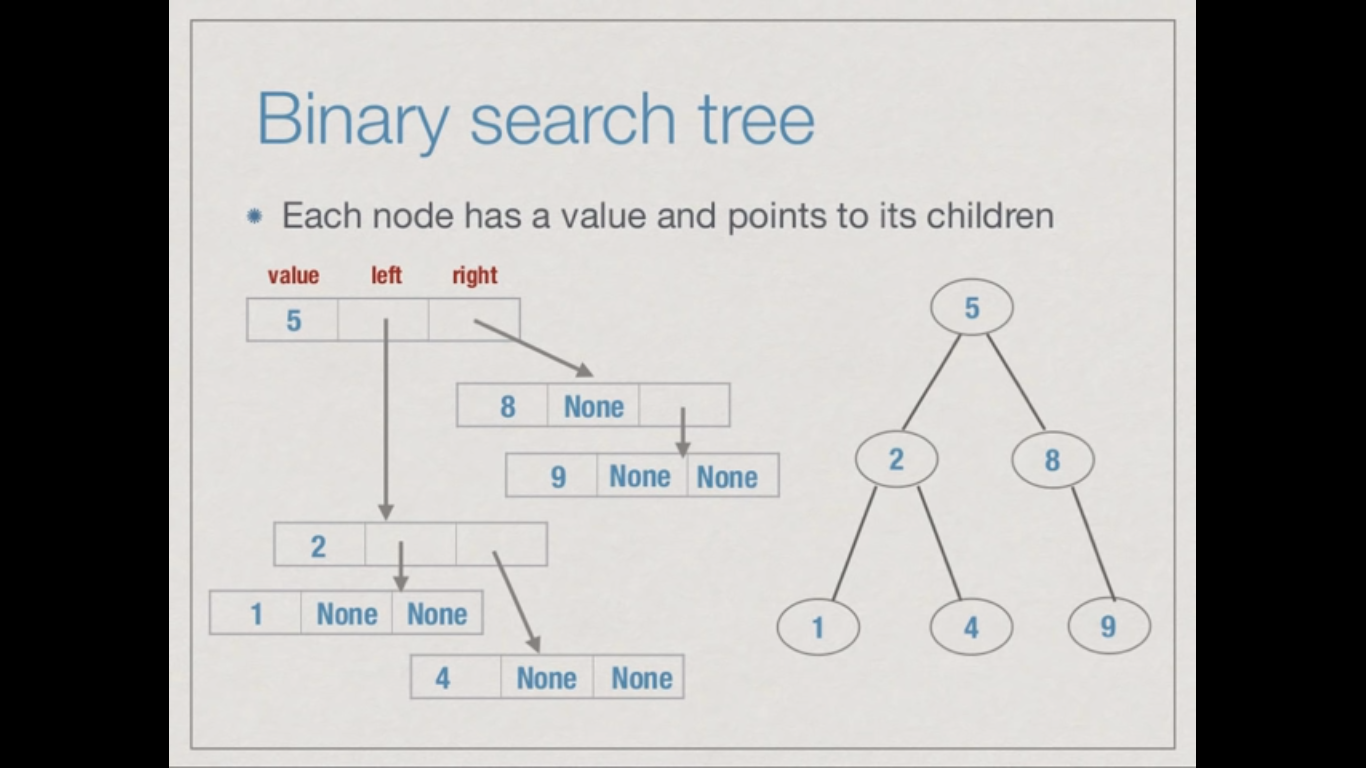 Binary search tree
Each node has a value and points to its children
value left right
5
8 None
9 None None
2
1 None None
4 None None
5
2 8
1 4 9